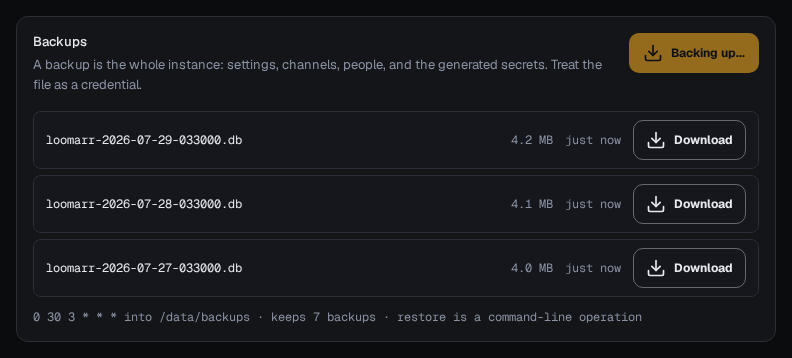 Backups
A backup is the whole instance: settings, channels, people, and the generated secrets. Treat the
file as a credential.
Backing up...
loomarr-2026-07-29-033000.db 4.2 MB just now Download
loomarr-2026-07-28-033000.db 4.1 MB just now Download
loomarr-2026-07-27-033000.db 4.0 MB just now Download
0 30 3 * * * into /data/backups · keeps 7 backups · restore is a command-line operation